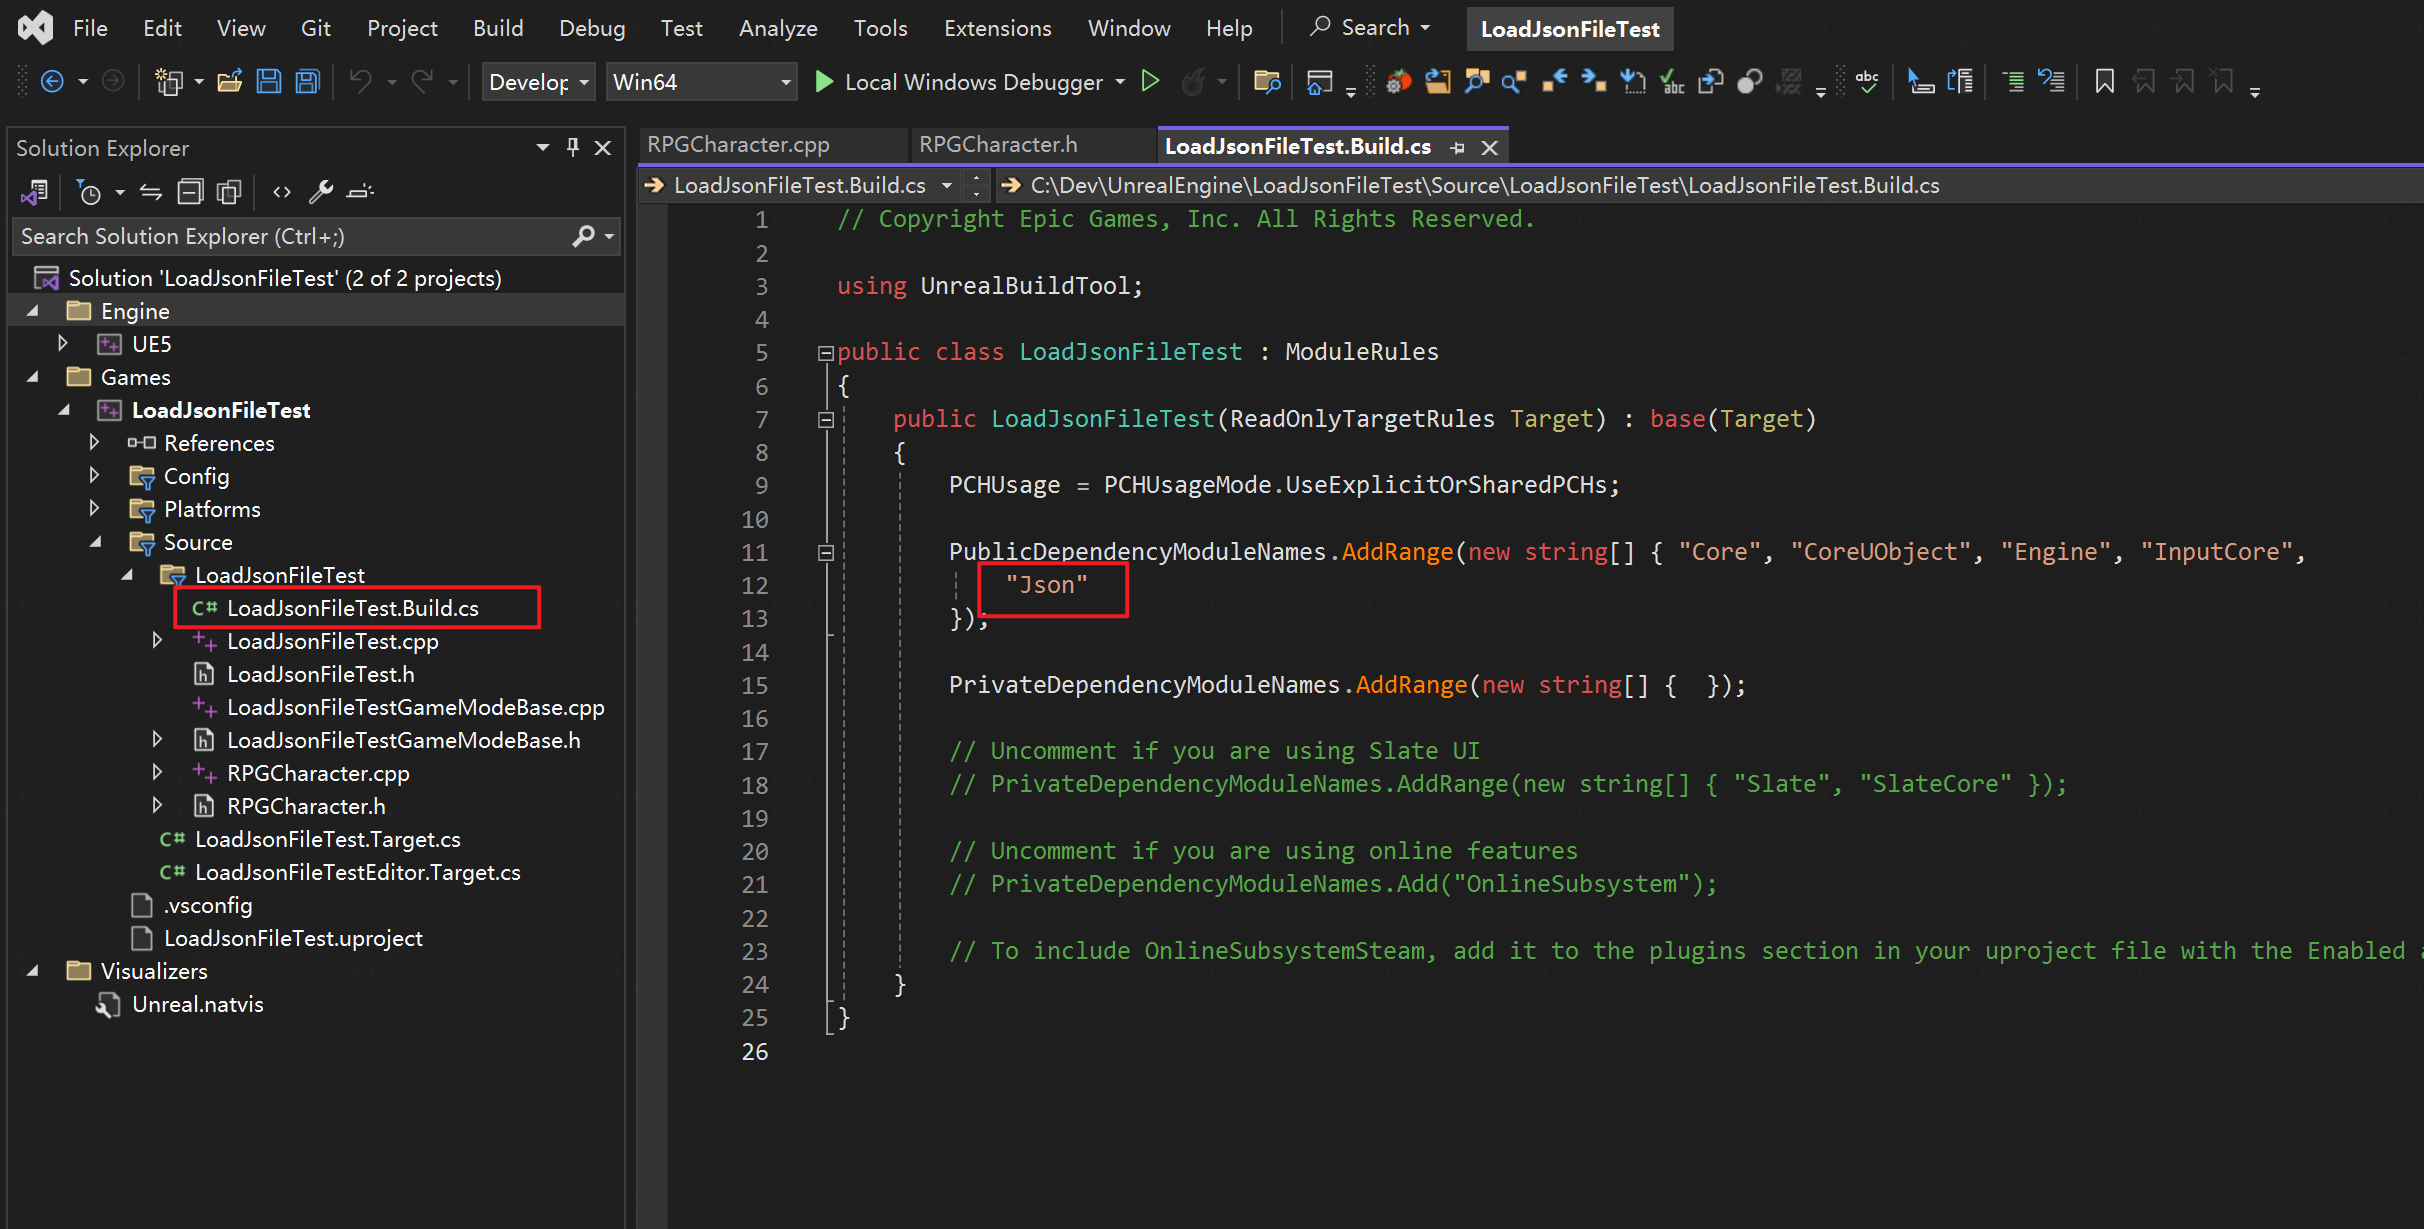 File Edit View Git Project Build Debug Test Analyze Tools Extensions Window Help Search LoadJsonFileTest
Develop Win64 Local Windows Debugger abc
Solution Explorer
Search Solution Explorer (Ctrl+;)
Solution 'LoadJsonFileTest' (2 of 2 projects)
Engine
UE5
Games
LoadJsonFileTest
References
Config
Platforms
Source
LoadJsonFileTest
C# LoadJsonFileTest.Build.cs
LoadJsonFileTest.cpp
LoadJsonFileTest.h
LoadJsonFileTestGameModeBase.cpp
LoadJsonFileTestGameModeBase.h
RPGCharacter.cpp
RPGCharacter.h
C# LoadJsonFileTest.Target.cs
C# LoadJsonFileTestEditor.Target.cs
.vsconfig
LoadJsonFileTest.uproject
Visualizers
Unreal.natvis
RPGCharacter.cpp RPGCharacter.h LoadJsonFileTest.Build.cs
LoadJsonFileTest.Build.cs C:\Dev\UnrealEngine\LoadJsonFileTest\Source\LoadJsonFileTest\LoadJsonFileTest.Build.cs
1 // Copyright Epic Games, Inc. All Rights Reserved.
2
3 using UnrealBuildTool;
4
5 public class LoadJsonFileTest : ModuleRules
6 {
7 public LoadJsonFileTest(ReadOnlyTargetRules Target) : base(Target)
8 {
9 PCHUsage = PCHUsageMode.UseExplicitOrSharedPCHs;
10
11 PublicDependencyModuleNames.AddRange(new string[] { "Core", "CoreUObject", "Engine", "InputCore",
12 "Json"
13 });
14
15 PrivateDependencyModuleNames.AddRange(new string[] {  });
16
17 // Uncomment if you are using Slate UI
18 // PrivateDependencyModuleNames.AddRange(new string[] { "Slate", "SlateCore" });
19
20 // Uncomment if you are using online features
21 // PrivateDependencyModuleNames.Add("OnlineSubsystem");
22
23 // To include OnlineSubsystemSteam, add it to the plugins section in your uproject file with the Enabled
24 }
25 }
26